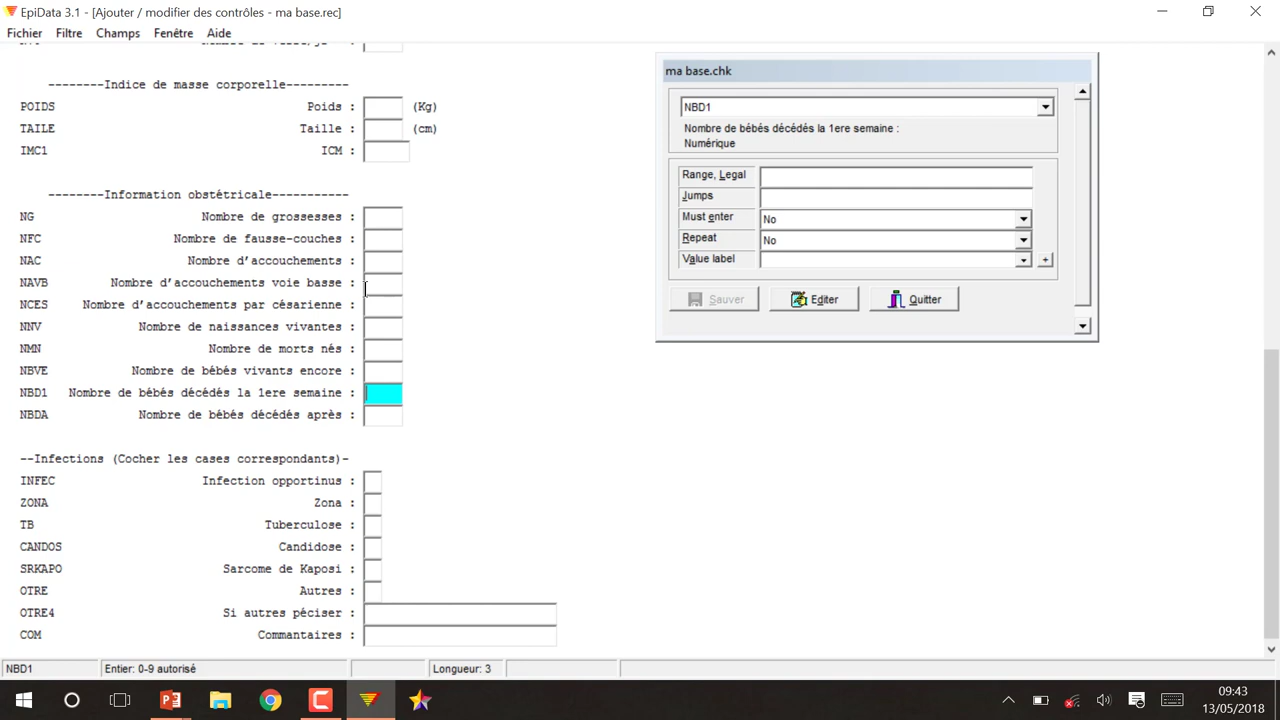 EpiData 3.1 - [Ajouter / modifier des contrôles - ma base.rec]
Fichier Filtre Champs Fenêtre Aide
--------Indice de masse corporelle---------
POIDS Poids : (Kg)
TAILE Taille : (cm)
IMC1 ICM :
--------Information obstétricale-----------
NG Nombre de grossesses :
NFC Nombre de fausse-couches :
NAC Nombre d'accouchements :
NAVB Nombre d'accouchements voie basse :
NCES Nombre d'accouchements par césarienne :
NNV Nombre de naissances vivantes :
NMN Nombre de morts nés :
NBVE Nombre de bébés vivants encore :
NBD1 Nombre de bébés décédés la 1ere semaine :
NBDA Nombre de bébés décédés après :
--Infections (Cocher les cases correspondants)-
INFEC Infection opportinus :
ZONA Zona :
TB Tuberculose :
CANDOS Candidose :
SRKAPO Sarcome de Kaposi :
OTRE Autres :
OTRE4 Si autres péciser :
COM Commantaires :
ma base.chk
NBD1
Nombre de bébés décédés la 1ere semaine :
Numérique
Range, Legal
Jumps
Must enter No
Repeat No
Value label +
Sauver Editer Quitter
NBD1 Entier: 0-9 autorisé Longueur: 3
09:43
13/05/2018